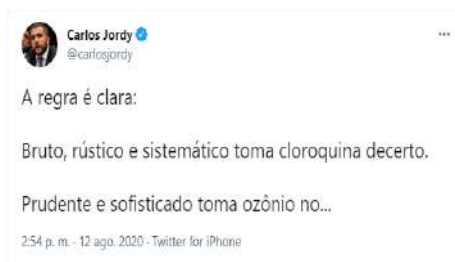 Carlos Jordy
@carlosjordy
A regra é clara:
Bruto, rústico e sistemático toma cloroquina decerto.
Prudente e sofisticado toma ozônio no...
2:54 p. m. · 12 ago. 2020 · Twitter for iPhone